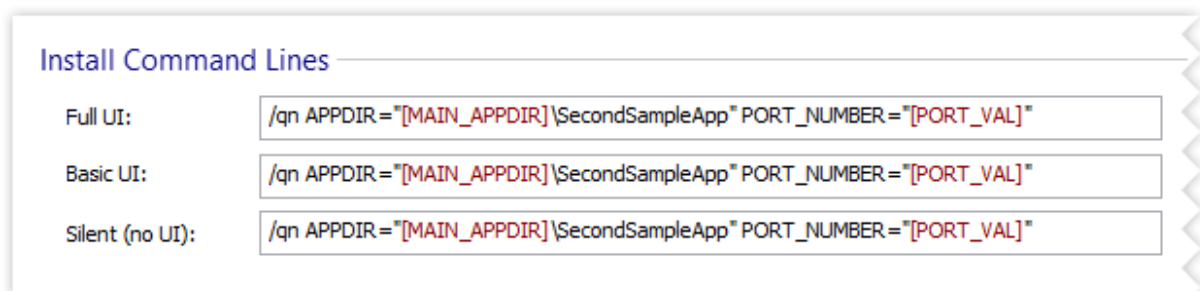 Install Command Lines
Full UI: /qn APPDIR="[MAIN_APPDIR]\SecondSampleApp" PORT_NUMBER="[PORT_VAL]"
Basic UI: /qn APPDIR="[MAIN_APPDIR]\SecondSampleApp" PORT_NUMBER="[PORT_VAL]"
Silent (no UI): /qn APPDIR="[MAIN_APPDIR]\SecondSampleApp" PORT_NUMBER="[PORT_VAL]"